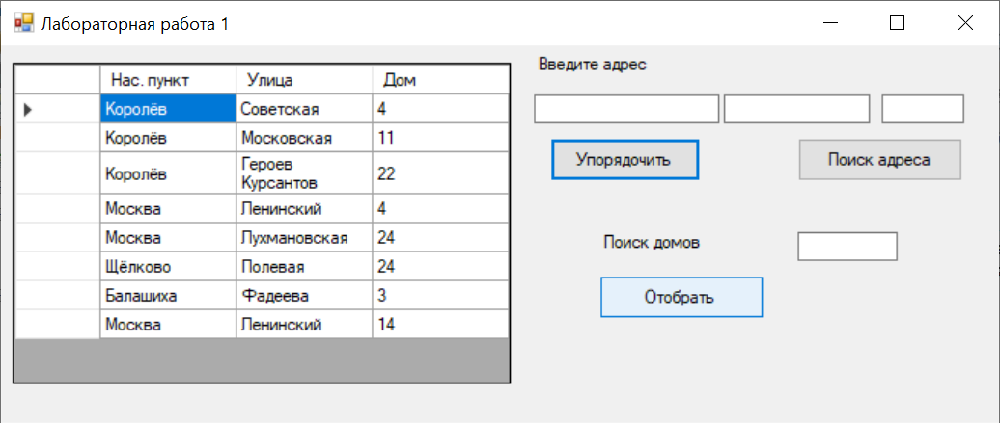 Лабораторная работа 1
Нас. пункт Улица Дом
Королёв Советская 4
Королёв Московская 11
Королёв Героев Курсантов 22
Москва Ленинский 4
Москва Лухмановская 24
Щёлково Полевая 24
Балашиха Фадеева 3
Москва Ленинский 14
Введите адрес
Упорядочить
Поиск адреса
Поиск домов
Отобрать